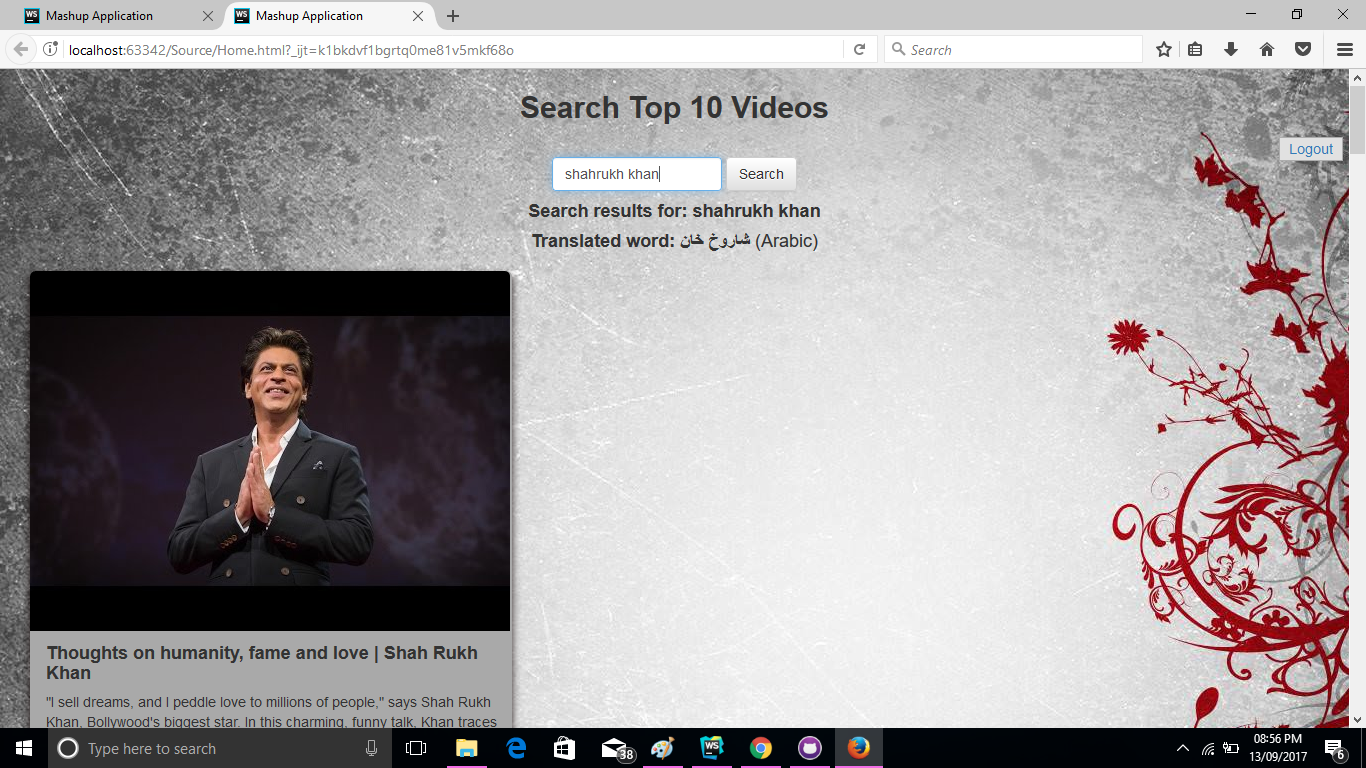 Mashup Application
Mashup Application
localhost:63342/Source/Home.html?_ijt=k1bkdvf1bgrtq0me81v5mkf68o
Search
Search Top 10 Videos
Logout
shahrukh khan
Search
Search results for: shahrukh khan
Translated word: شاروخ خان (Arabic)
Thoughts on humanity, fame and love | Shah Rukh
Khan
"I sell dreams, and I peddle love to millions of people," says Shah Rukh
Khan, Bollywood's biggest star. In this charming, funny talk, Khan traces
Type here to search
38
08:56 PM
13/09/2017
6